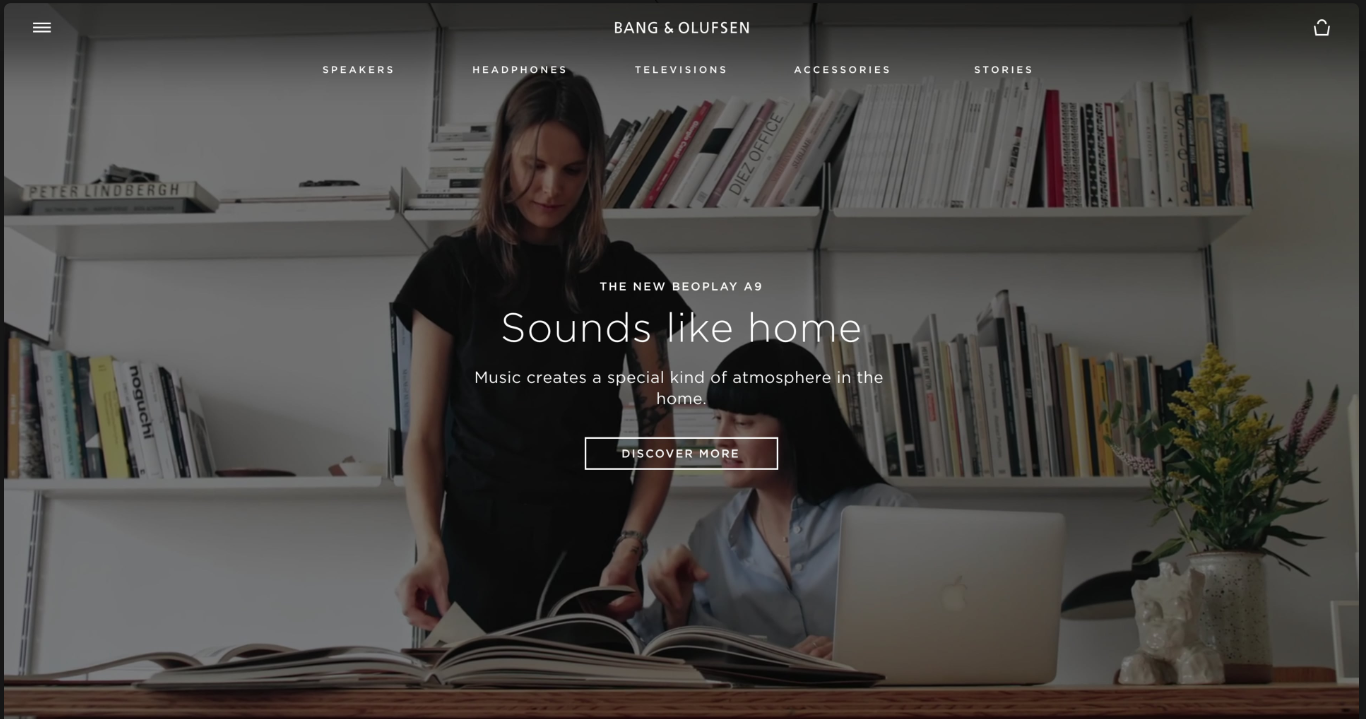 BANG & OLUFSEN
SPEAKERS HEADPHONES TELEVISIONS ACCESSORIES STORIES
PETER LINDBERGH
DIEZ OFFICE
THE NEW BEOPLAY A9
Sounds like home
Music creates a special kind of atmosphere in the
home.
noguchi
DISCOVER MORE